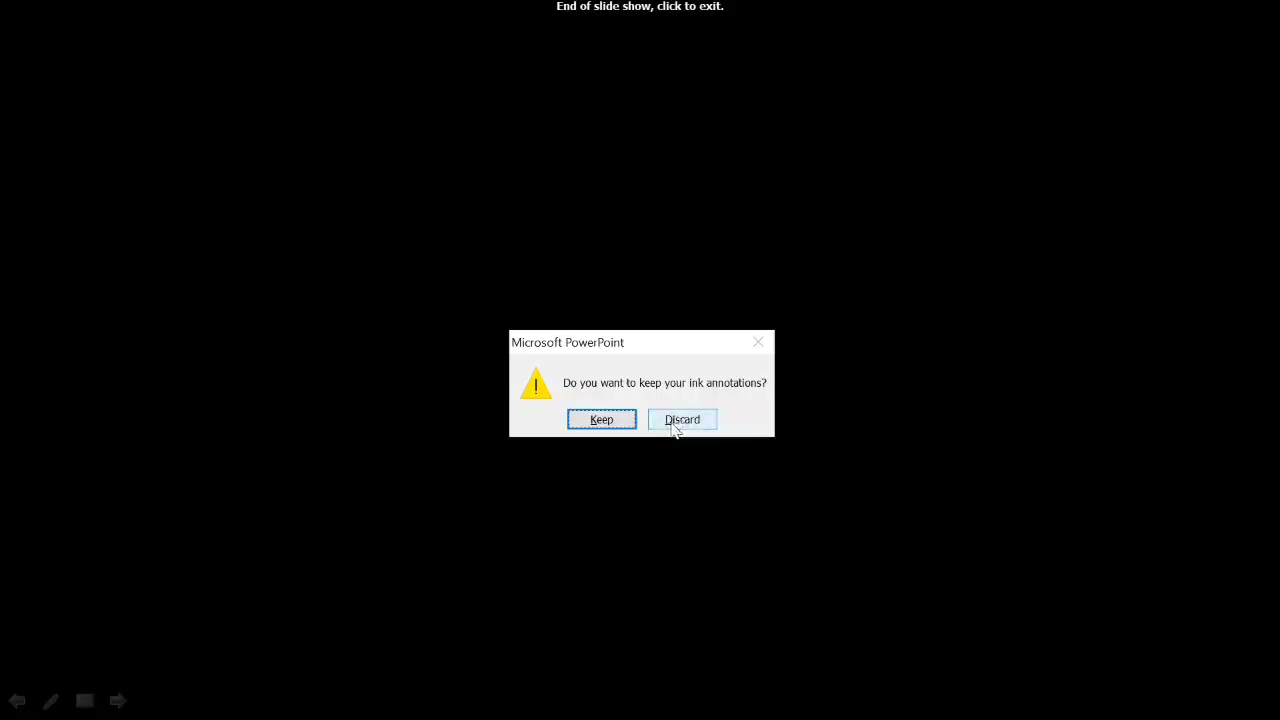 End of slide show, click to exit.
Microsoft PowerPoint
Do you want to keep your ink annotations?
Keep
Discard